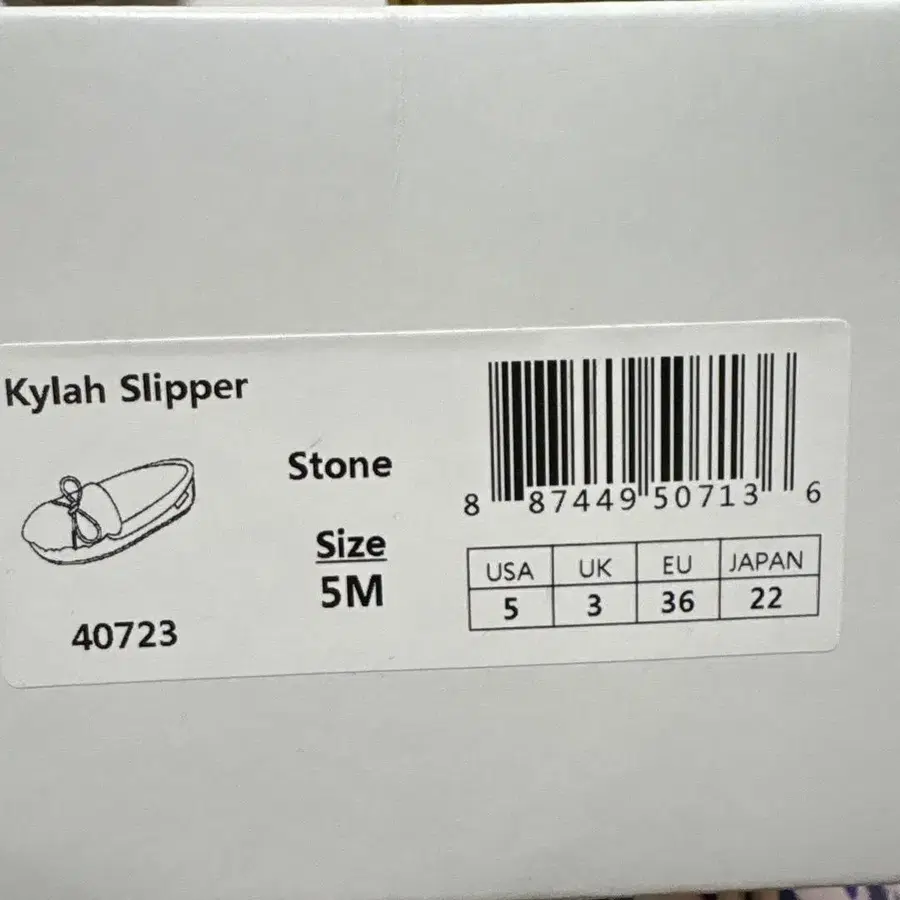 Kylah Slipper
Stone
Size
5M
40723
8 87449 50713 6
USA UK EU JAPAN
5 3 36 22